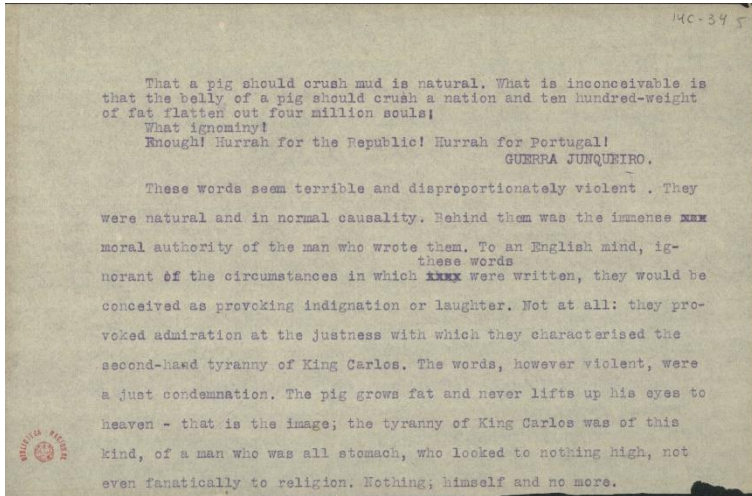 14C-34 5
That a pig should crush mud is natural. What is inconceivable is
that the belly of a pig should crush a nation and ten hundred-weight
of fat flatten out four million souls!
What ignominy!
Enough! Hurrah for the Republic! Hurrah for Portugal!
GUERRA JUNQUEIRO.
These words seem terrible and disproportionately violent . They
were natural and in normal causality. Behind them was the immense xxx
moral authority of the man who wrote them. To an English mind, ig-
these words
norant of the circumstances in which xxxx were written, they would be
conceived as provoking indignation or laughter. Not at all: they pro-
voked admiration at the justness with which they characterised the
second-hand tyranny of King Carlos. The words, however violent, were
a just condemnation. The pig grows fat and never lifts up his eyes to
heaven - that is the image; the tyranny of King Carlos was of this
kind, of a man who was all stomach, who looked to nothing high, not
even fanatically to religion. Nothing; himself and no more.
BIBLIOTECA NACIONAL